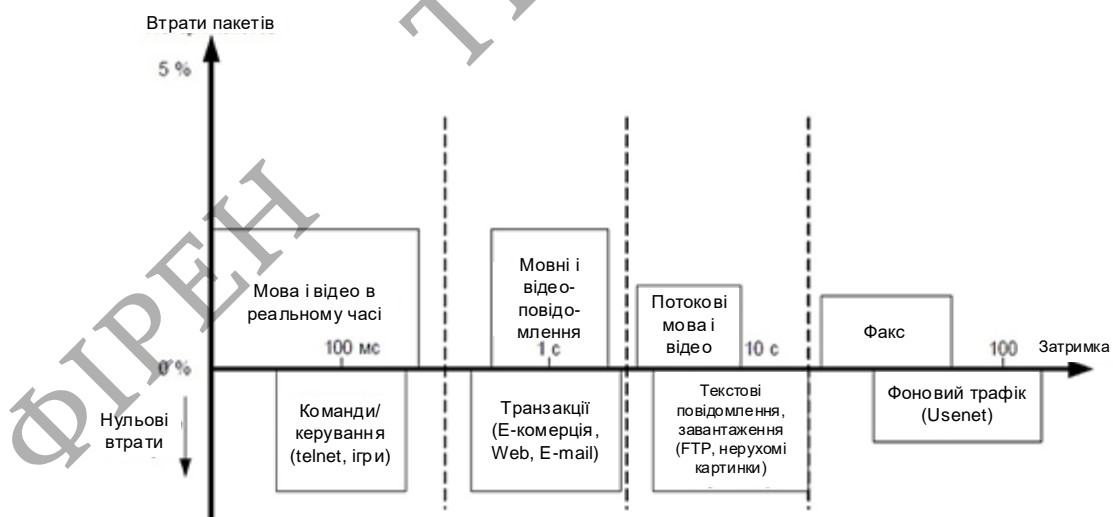 Втрати пакетів
5 %
Мова і відео в
реальному часі
Мовні і
відео-
повідо-
млення
Потокові
мова і
відео
Факс
100 мс
1 с
10 с
100
Затримка
0 %
Нульові
втрати
Команди/
керування
(telnet, ігри)
Транзакції
(Е-комерція,
Web, E-mail)
Текстові
повідомлення,
завантаження
(FTP, нерухомі
картинки)
Фоновий трафік
(Usenet)
ФІРЕН